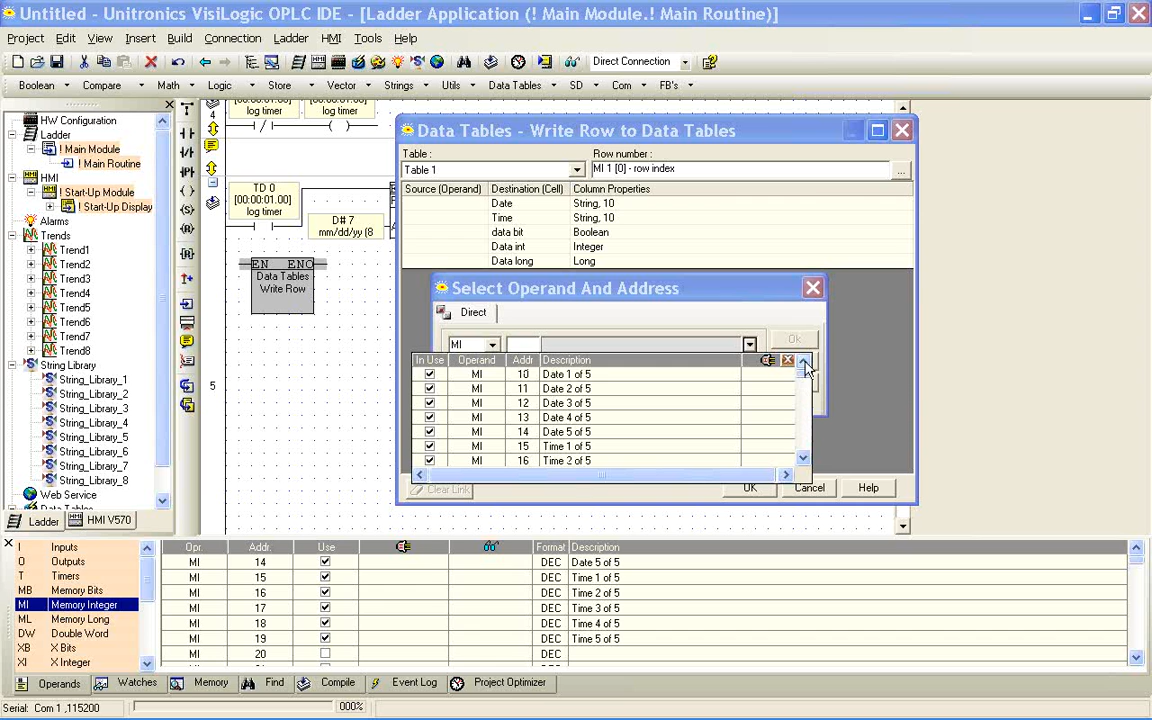 Untitled - Unitronics VisiLogic OPLC IDE - [Ladder Application (! Main Module.! Main Routine)]
Project Edit View Insert Build Connection Ladder HMI Tools Help
Direct Connection
Boolean Compare Math Logic Store Vector Strings Utils Data Tables SD Com FB's
HW Configuration
Ladder
! Main Module
! Main Routine
HMI
! Start-Up Module
! Start-Up Display
Alarms
Trends
Trend1
Trend2
Trend3
Trend4
Trend5
Trend6
Trend7
Trend8
String Library
String_Library_1
String_Library_2
String_Library_3
String_Library_4
String_Library_5
String_Library_6
String_Library_7
String_Library_8
Web Service
Data Tables
Ladder HMI V570
4
[00:00:01.00] [00:00:01.00]
log timer log timer
TD 0
[00:00:01.00]
log timer
D# 7
mm/dd/yy (8
EN ENO
Data Tables
Write Row
5
Data Tables - Write Row to Data Tables
Table : Row number :
Table 1 MI 1 [0] - row index ...
Source (Operand) Destination (Cell) Column Properties
Date String, 10
Time String, 10
data bit Boolean
Data int Integer
Data long Long
Select Operand And Address
Direct
MI Ok
In Use Operand Addr Description
MI 10 Date 1 of 5
MI 11 Date 2 of 5
MI 12 Date 3 of 5
MI 13 Date 4 of 5
MI 14 Date 5 of 5
MI 15 Time 1 of 5
MI 16 Time 2 of 5
Clear Link OK Cancel Help
I Inputs
O Outputs
T Timers
MB Memory Bits
MI Memory Integer
ML Memory Long
DW Double Word
XB X Bits
XI X Integer
Opr. Addr. Use Format Description
MI 14 DEC Date 5 of 5
MI 15 DEC Time 1 of 5
MI 16 DEC Time 2 of 5
MI 17 DEC Time 3 of 5
MI 18 DEC Time 4 of 5
MI 19 DEC Time 5 of 5
MI 20 DEC
Operands Watches Memory Find Compile Event Log Project Optimizer
Serial: Com 1 ,115200 000%